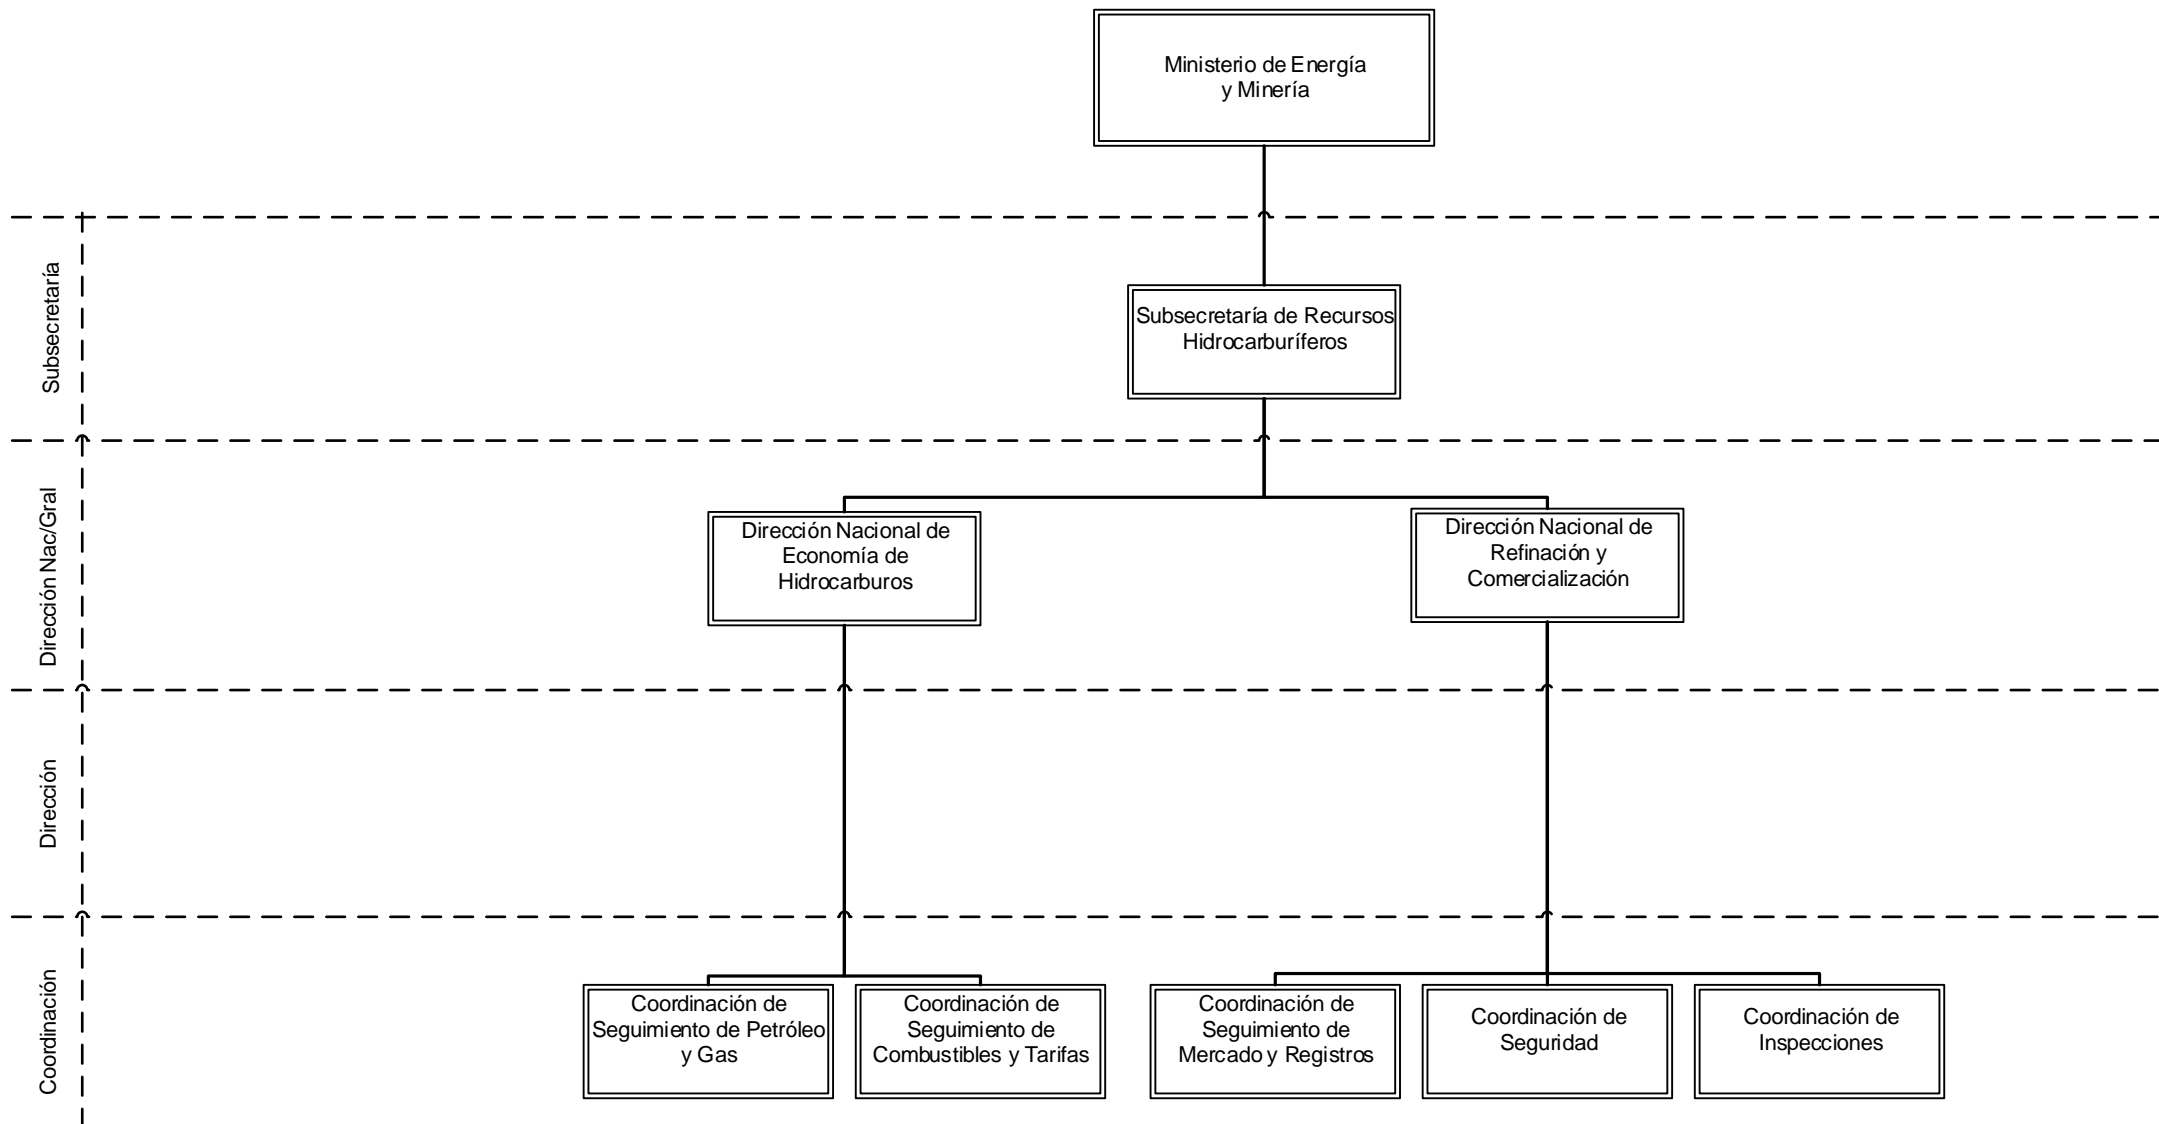 Ministerio de Energía
y Minería
Subsecretaría
Subsecretaría de Recursos
Hidrocarburíferos
Dirección Nac/Gral
Dirección Nacional de
Economía de
Hidrocarburos
Dirección Nacional de
Refinación y
Comercialización
Dirección
Coordinación
Coordinación de
Seguimiento de Petróleo
y Gas
Coordinación de
Seguimiento de
Combustibles y Tarifas
Coordinación de
Seguimiento de
Mercado y Registros
Coordinación de
Seguridad
Coordinación de
Inspecciones